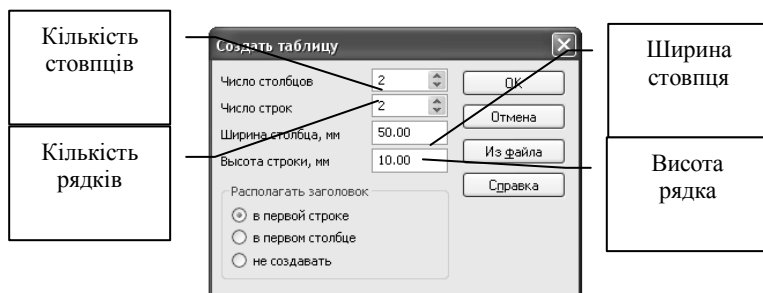 Кількість
стовпців
Кількість
рядків
Создать таблицу
Число столбцов
2
Число строк
2
Ширина столбца, мм
50.00
Высота строки, мм
10.00
Располагать заголовок
в первой строке
в первом столбце
не создавать
OK
Отмена
Из файла
Справка
Ширина
стовпця
Висота
рядка